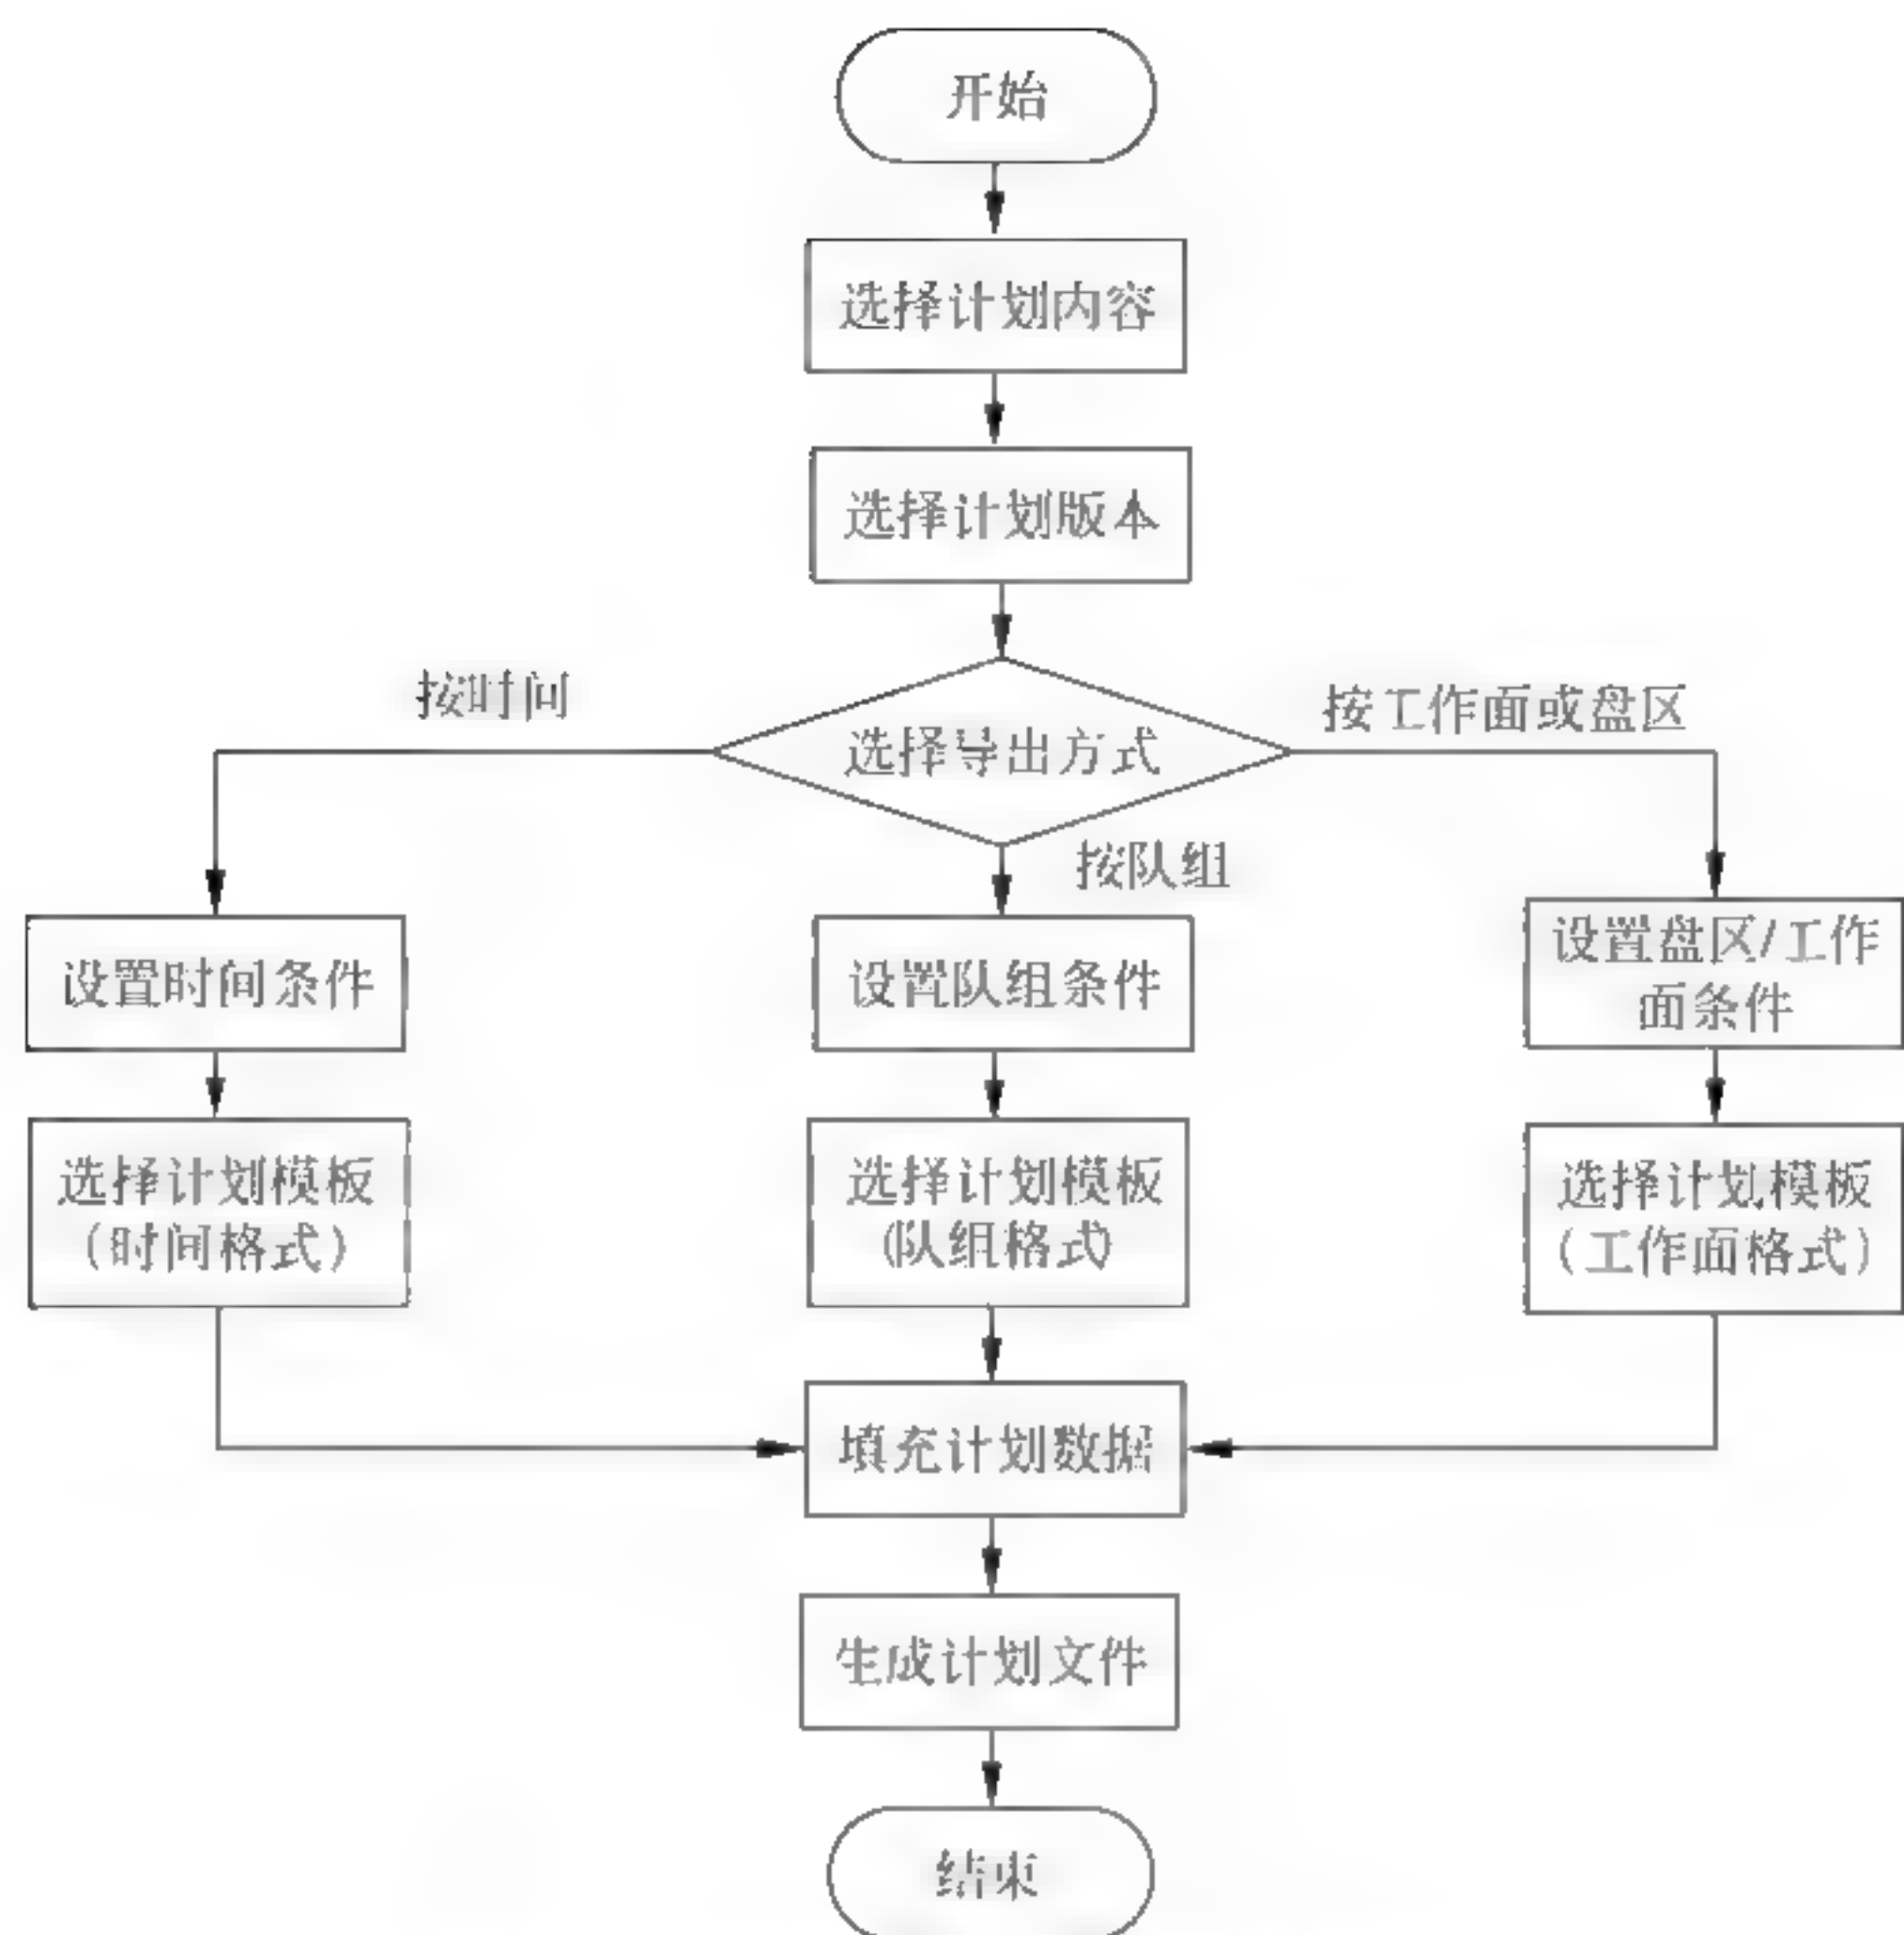 开始
选择计划内容
选择计划版本
按时间
选择导出方式
按工作面或盘区
按队组
设置时间条件
设置队组条件
设置盘区/工作
面条件
选择计划模板
(时间格式)
选择计划模板
(队组格式)
选择计划模板
(工作面格式)
填充计划数据
生成计划文件
结束